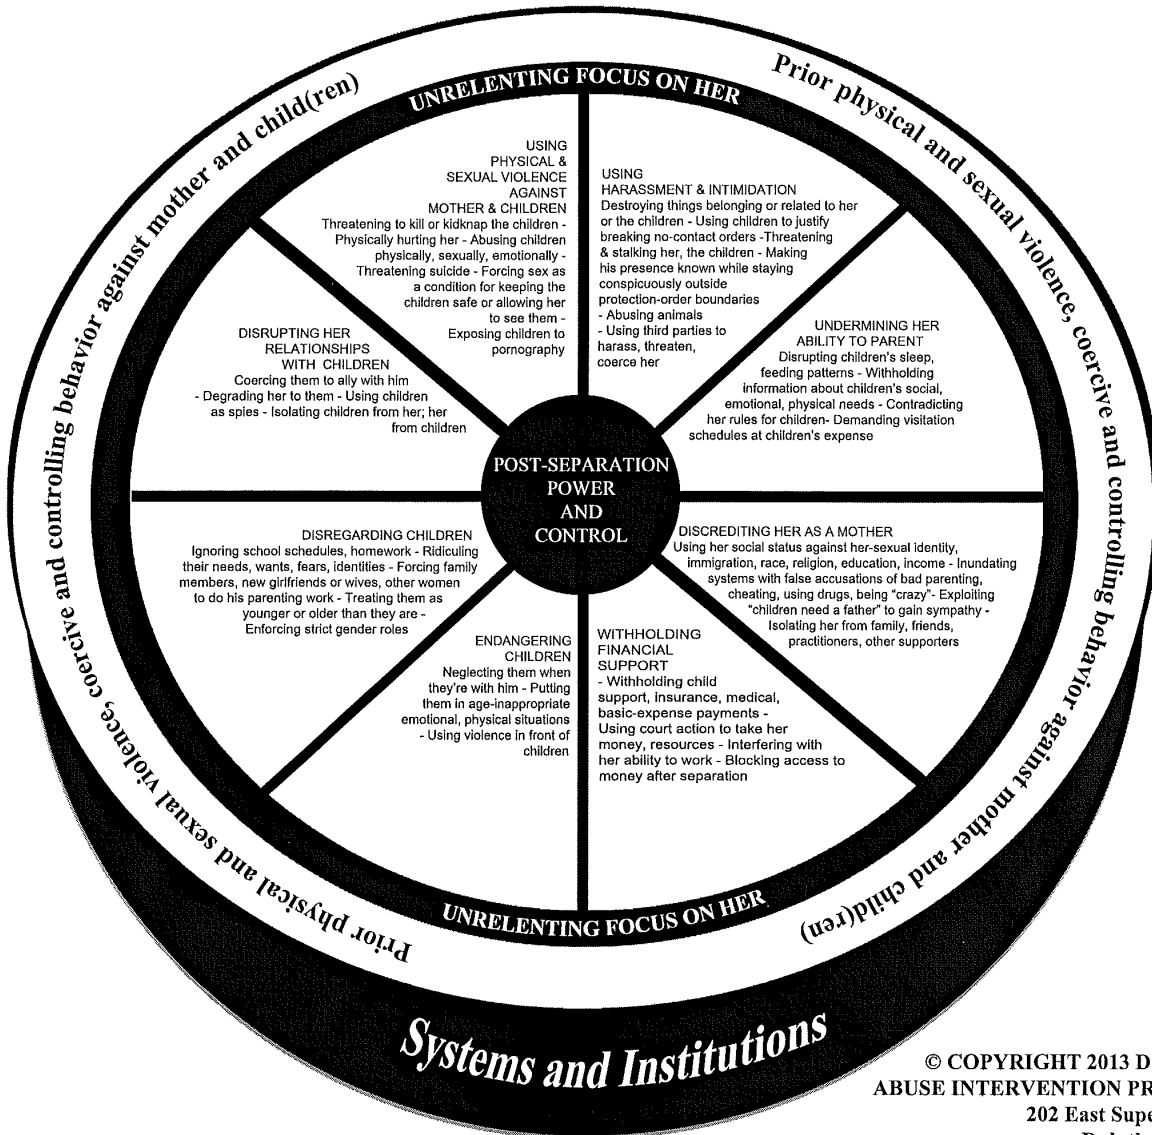 Prior physical and sexual violence, coercive and controlling behavior against mother and child(ren)
Prior physical and sexual violence, coercive and controlling behavior against mother and child(ren)
UNRELENTING FOCUS ON HER
USING
PHYSICAL &
SEXUAL VIOLENCE
AGAINST
MOTHER & CHILDREN
Threatening to kill or kidknap the children -
Physically hurting her - Abusing children
physically, sexually, emotionally -
Threatening suicide - Forcing sex as
a condition for keeping the
children safe or allowing her
to see them -
Exposing children to
pornography
USING
HARASSMENT & INTIMIDATION
Destroying things belonging or related to her
or the children - Using children to justify
breaking no-contact orders -Threatening
& stalking her, the children - Making
his presence known while staying
conspicuously outside
protection-order boundaries
- Abusing animals
- Using third parties to
harass, threaten,
coerce her
UNDERMINING HER
ABILITY TO PARENT
Disrupting children's sleep,
feeding patterns - Withholding
information about children's social,
emotional, physical needs - Contradicting
her rules for children- Demanding visitation
schedules at children's expense
DISCREDITING HER AS A MOTHER
Using her social status against her-sexual identity,
immigration, race, religion, education, income - Inundating
systems with false accusations of bad parenting,
cheating, using drugs, being "crazy"- Exploiting
"children need a father" to gain sympathy -
Isolating her from family, friends,
practitioners, other supporters
WITHHOLDING
FINANCIAL
SUPPORT
- Withholding child
support, insurance, medical,
basic-expense payments -
Using court action to take her
money, resources - Interfering with
her ability to work - Blocking access to
money after separation
ENDANGERING
CHILDREN
Neglecting them when
they're with him - Putting
them in age-inappropriate
emotional, physical situations
- Using violence in front of
children
DISREGARDING CHILDREN
Ignoring school schedules, homework - Ridiculing
their needs, wants, fears, identities - Forcing family
members, new girlfriends or wives, other women
to do his parenting work - Treating them as
younger or older than they are -
Enforcing strict gender roles
DISRUPTING HER
RELATIONSHIPS
WITH CHILDREN
Coercing them to ally with him
- Degrading her to them - Using children
as spies - Isolating children from her; her
from children
POST-SEPARATION
POWER
AND
CONTROL
UNRELENTING FOCUS ON HER
Systems and Institutions
© COPYRIGHT 2013 D
ABUSE INTERVENTION PR
202 East Supe